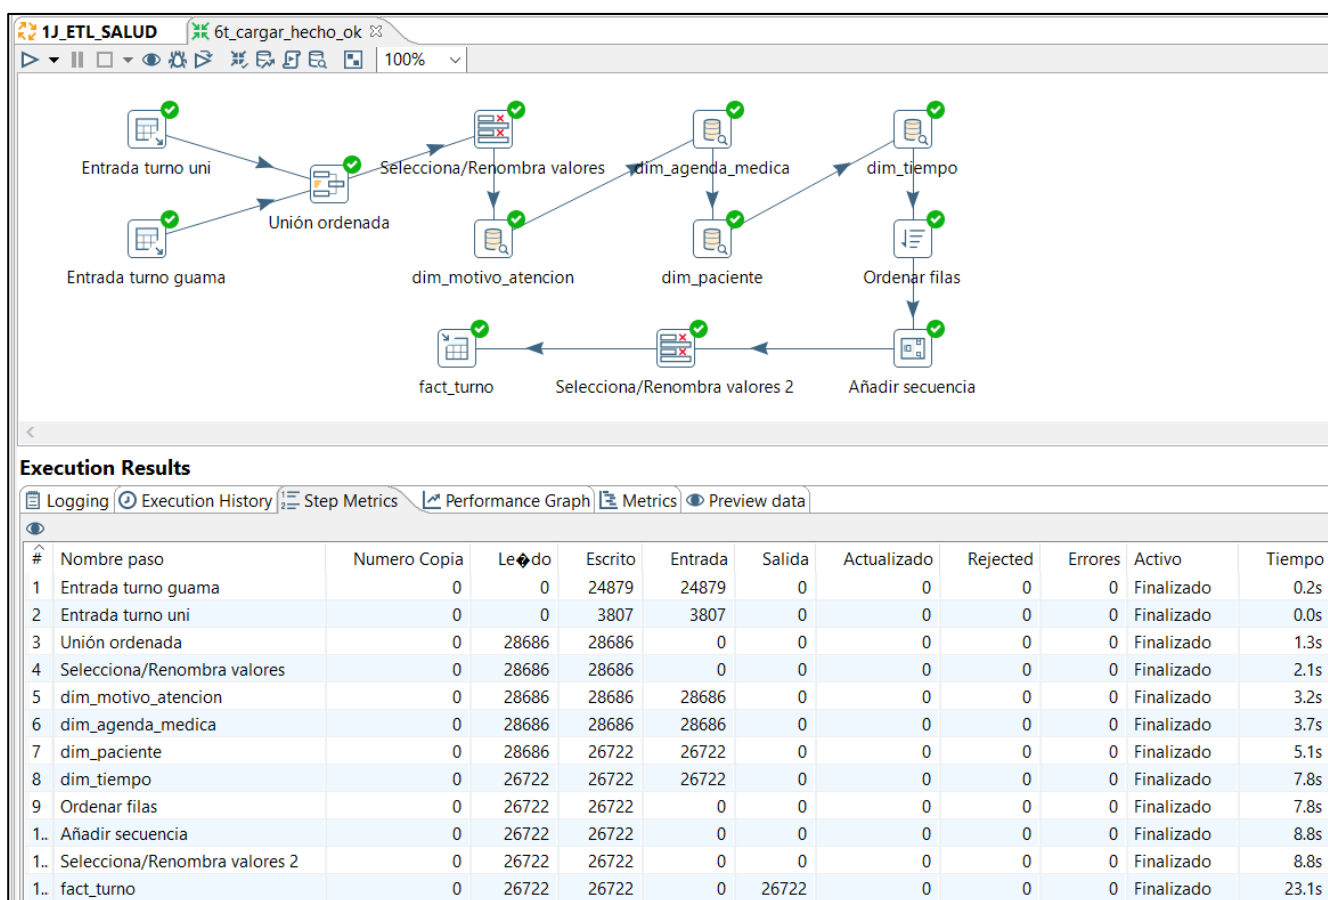 1J_ETL_SALUD 6t_cargar_hecho_ok
100%
Entrada turno uni
Selecciona/Renombra valores
dim_agenda_medica
dim_tiempo
Unión ordenada
Entrada turno guama
dim_motivo_atencion
dim_paciente
Ordenar filas
fact_turno
Selecciona/Renombra valores 2
Añadir secuencia
Execution Results
Logging Execution History Step Metrics Performance Graph Metrics Preview data
# Nombre paso Numero Copia Le�do Escrito Entrada Salida Actualizado Rejected Errores Activo Tiempo
1 Entrada turno guama 0 0 24879 24879 0 0 0 0 Finalizado 0.2s
2 Entrada turno uni 0 0 3807 3807 0 0 0 0 Finalizado 0.0s
3 Unión ordenada 0 28686 28686 0 0 0 0 0 Finalizado 1.3s
4 Selecciona/Renombra valores 0 28686 28686 0 0 0 0 0 Finalizado 2.1s
5 dim_motivo_atencion 0 28686 28686 28686 0 0 0 0 Finalizado 3.2s
6 dim_agenda_medica 0 28686 28686 28686 0 0 0 0 Finalizado 3.7s
7 dim_paciente 0 28686 26722 26722 0 0 0 0 Finalizado 5.1s
8 dim_tiempo 0 26722 26722 26722 0 0 0 0 Finalizado 7.8s
9 Ordenar filas 0 26722 26722 0 0 0 0 0 Finalizado 7.8s
1.. Añadir secuencia 0 26722 26722 0 0 0 0 0 Finalizado 8.8s
1.. Selecciona/Renombra valores 2 0 26722 26722 0 0 0 0 0 Finalizado 8.8s
1.. fact_turno 0 26722 26722 0 26722 0 0 0 Finalizado 23.1s